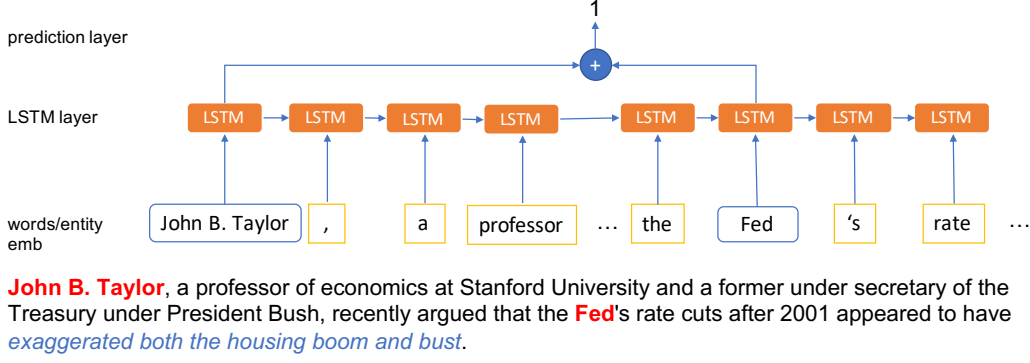 1
prediction layer
+
LSTM layer
LSTM LSTM LSTM LSTM LSTM LSTM LSTM LSTM
words/entity
emb
John B. Taylor , a professor ... the Fed ‘s rate ...
John B. Taylor, a professor of economics at Stanford University and a former under secretary of the
Treasury under President Bush, recently argued that the Fed's rate cuts after 2001 appeared to have
exaggerated both the housing boom and bust.